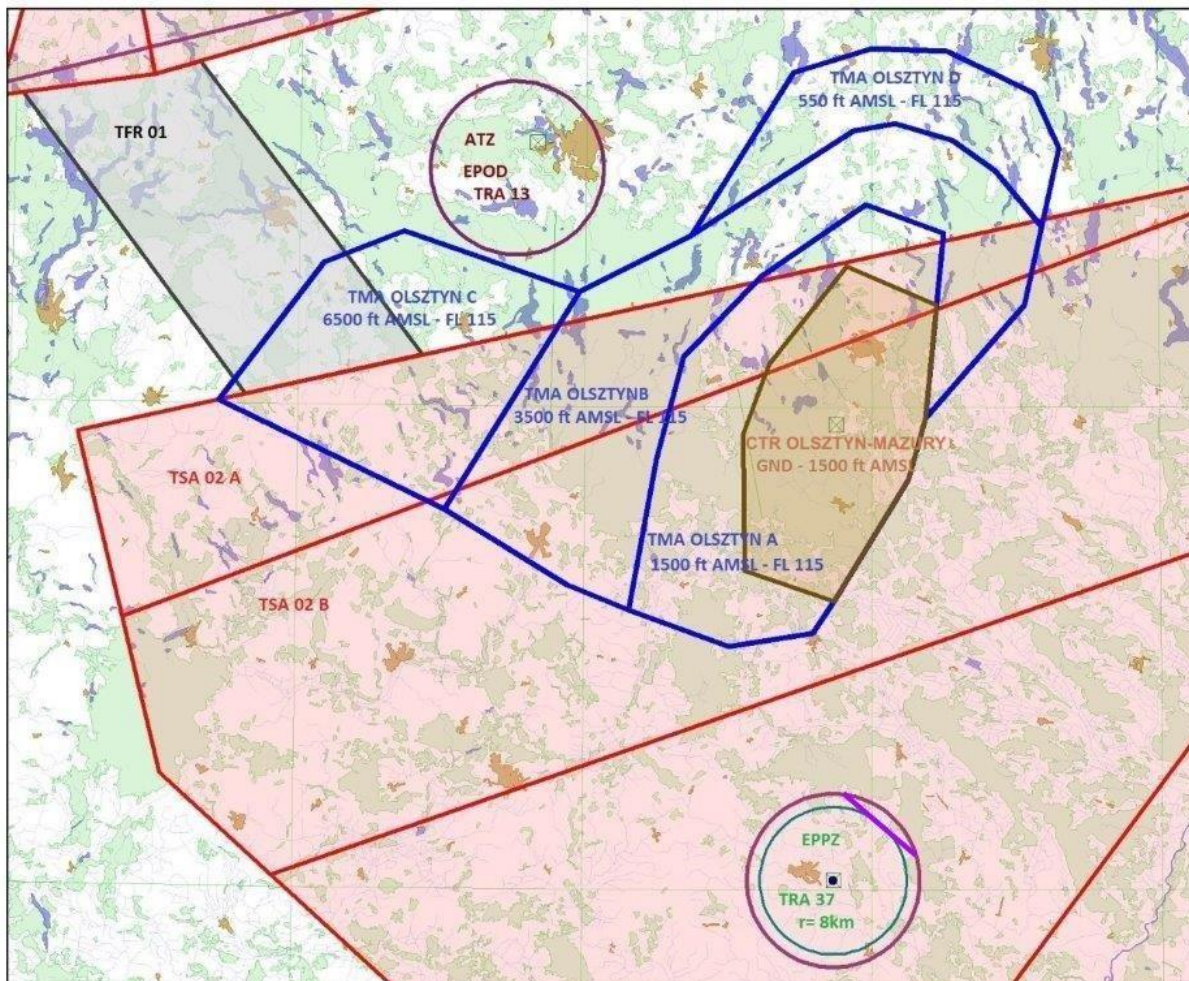 TMA OLSZTYN D
550 ft AMSL - FL 115
TFR 01
ATZ
EPOD
TRA 13
TMA OLSZTYN C
6500 ft AMSL - FL 115
TMA OLSZTYNB
3500 ft AMSL - FL 115
CTR OLSZTYN-MAZURY
GND - 1500 ft AMSL
TSA 02 A
TMA OLSZTYN A
1500 ft AMSL - FL 115
TSA 02 B
EPPZ
TRA 37
r= 8km